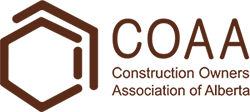 COAA
Construction Owners
Association of Alberta